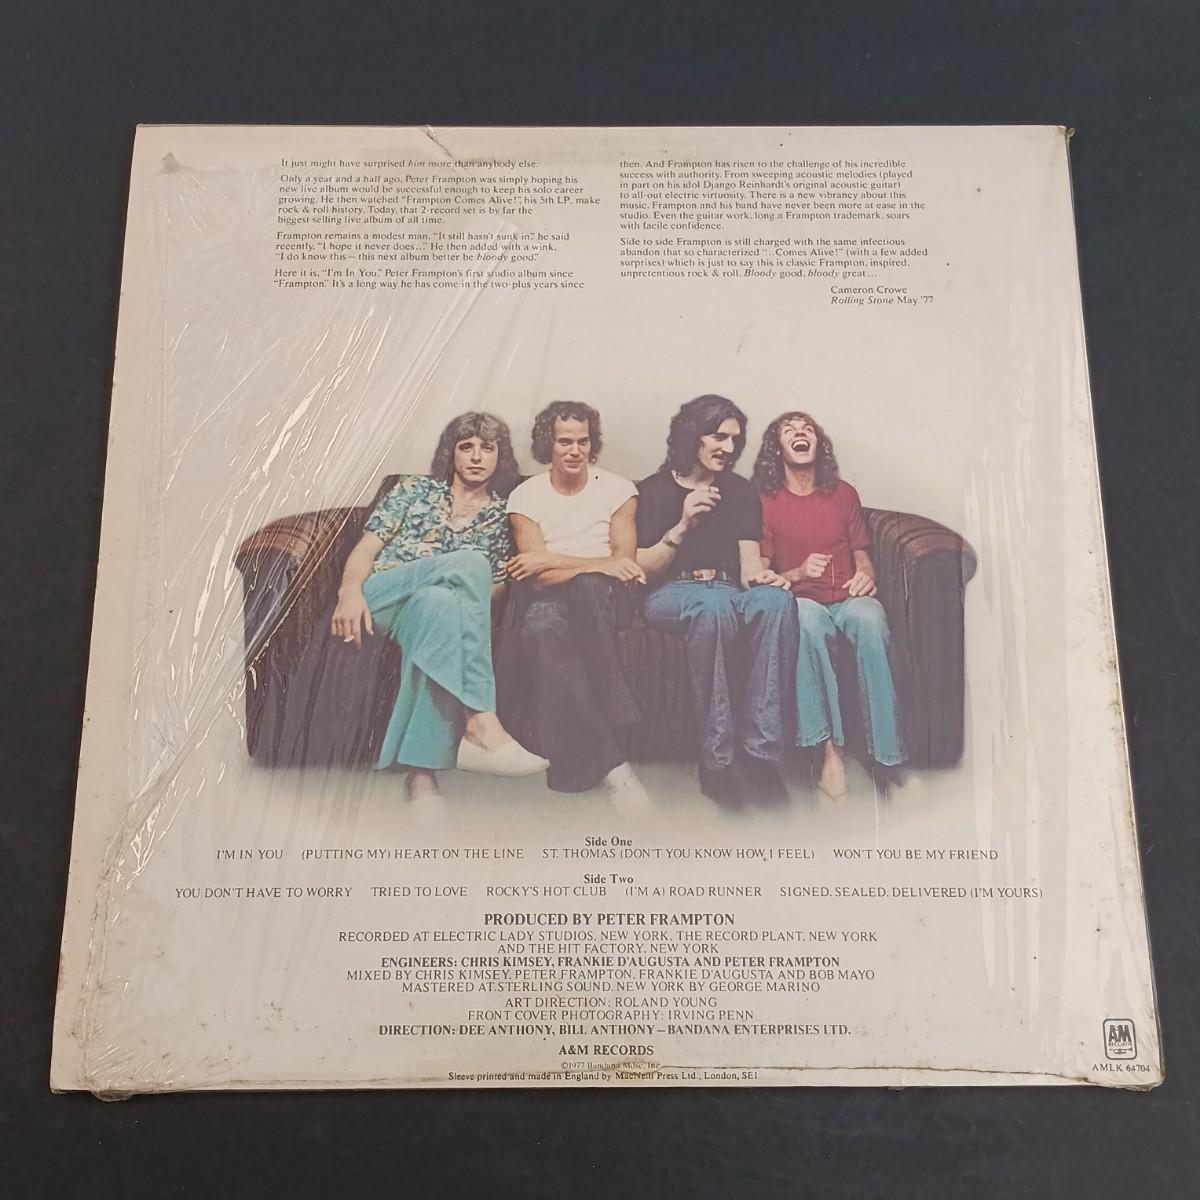 It just might have surprised him more than anybody else.
Only a year and a half ago, Peter Frampton was simply hoping his
new live album would be successful enough to keep his solo career
growing. He then watched "Frampton Comes Alive!", his 5th LP, make
rock & roll history. Today, that 2-record set is by far the
biggest selling live album of all time.
Frampton remains a modest man. "It still hasn't sunk in," he said
recently, "I hope it never does..." He then added with a wink,
"I do know this—this next album better be bloody good."
Here it is, "I'm In You," Peter Frampton's first studio album since
"Frampton." It's a long way he has come in the two-plus years since
then. And Frampton has risen to the challenge of his incredible
success with authority. From sweeping acoustic melodies (played
in part on his idol Django Reinhardt's original acoustic guitar)
to all-out electric virtuosity. There is a new vibrancy about this
music. Frampton and his band have never been more at ease in the
studio. Even the guitar work, long a Frampton trademark, soars
with facile confidence.
Side to side Frampton is still charged with the same infectious
abandon that so characterized "...Comes Alive!" (with a few added
surprises) which is just to say this is classic Frampton, inspired,
unpretentious rock & roll. Bloody good, bloody great...
Cameron Crowe
Rolling Stone May '77
Side One
I'M IN YOU (PUTTING MY) HEART ON THE LINE ST. THOMAS (DON'T YOU KNOW HOW I FEEL) WON'T YOU BE MY FRIEND
Side Two
YOU DON'T HAVE TO WORRY TRIED TO LOVE ROCKY'S HOT CLUB (I'M A) ROAD RUNNER SIGNED, SEALED, DELIVERED (I'M YOURS)
PRODUCED BY PETER FRAMPTON
RECORDED AT ELECTRIC LADY STUDIOS, NEW YORK, THE RECORD PLANT, NEW YORK
AND THE HIT FACTORY, NEW YORK
ENGINEERS: CHRIS KIMSEY, FRANKIE D'AUGUSTA AND PETER FRAMPTON
MIXED BY CHRIS KIMSEY, PETER FRAMPTON, FRANKIE D'AUGUSTA AND BOB MAYO
MASTERED AT STERLING SOUND, NEW YORK BY GEORGE MARINO
ART DIRECTION: ROLAND YOUNG
FRONT COVER PHOTOGRAPHY: IRVING PENN
DIRECTION: DEE ANTHONY, BILL ANTHONY—BANDANA ENTERPRISES LTD.
A&M RECORDS
©1977 Bandana Music, Inc.
Sleeve printed and made in England by MacNeill Press Ltd., London, SE1
AM
RECORDS
AMLK 64704